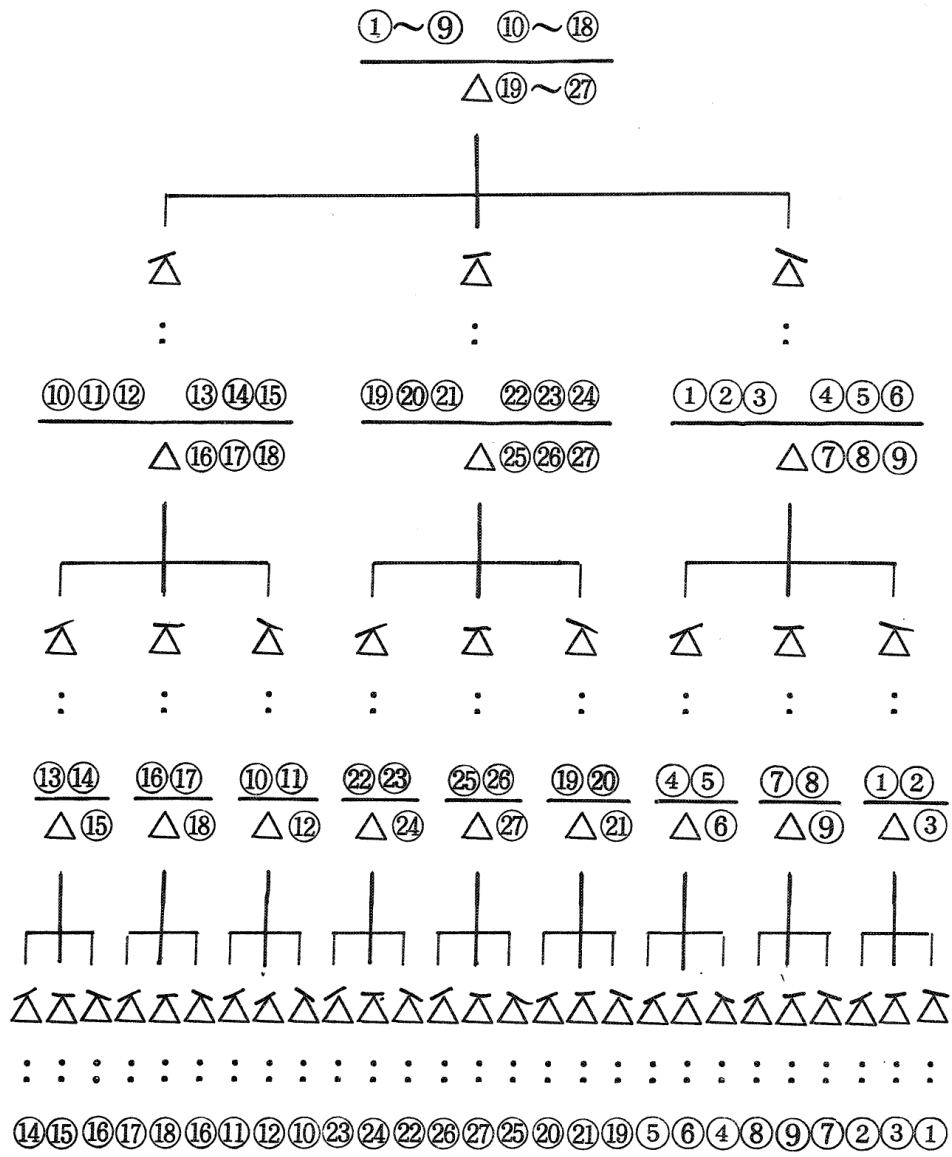 ①～⑨ ⑩～⑱
△⑲～㉗
⑩⑪⑫ ⑬⑭⑮ ⑲⑳㉑ ㉒㉓㉔ ①②③ ④⑤⑥
△⑯⑰⑱ △㉕㉖㉗ △⑦⑧⑨
⑬⑭ ⑯⑰ ⑩⑪ ㉒㉓ ㉕㉖ ⑲⑳ ④⑤ ⑦⑧ ①②
△⑮ △⑱ △⑫ △㉔ △㉗ △㉑ △⑥ △⑨ △③
⑭⑮⑯⑰⑱⑯⑪⑫⑩㉓㉔㉒㉖㉗㉕⑳㉑⑲⑤⑥④⑧⑨⑦②③①